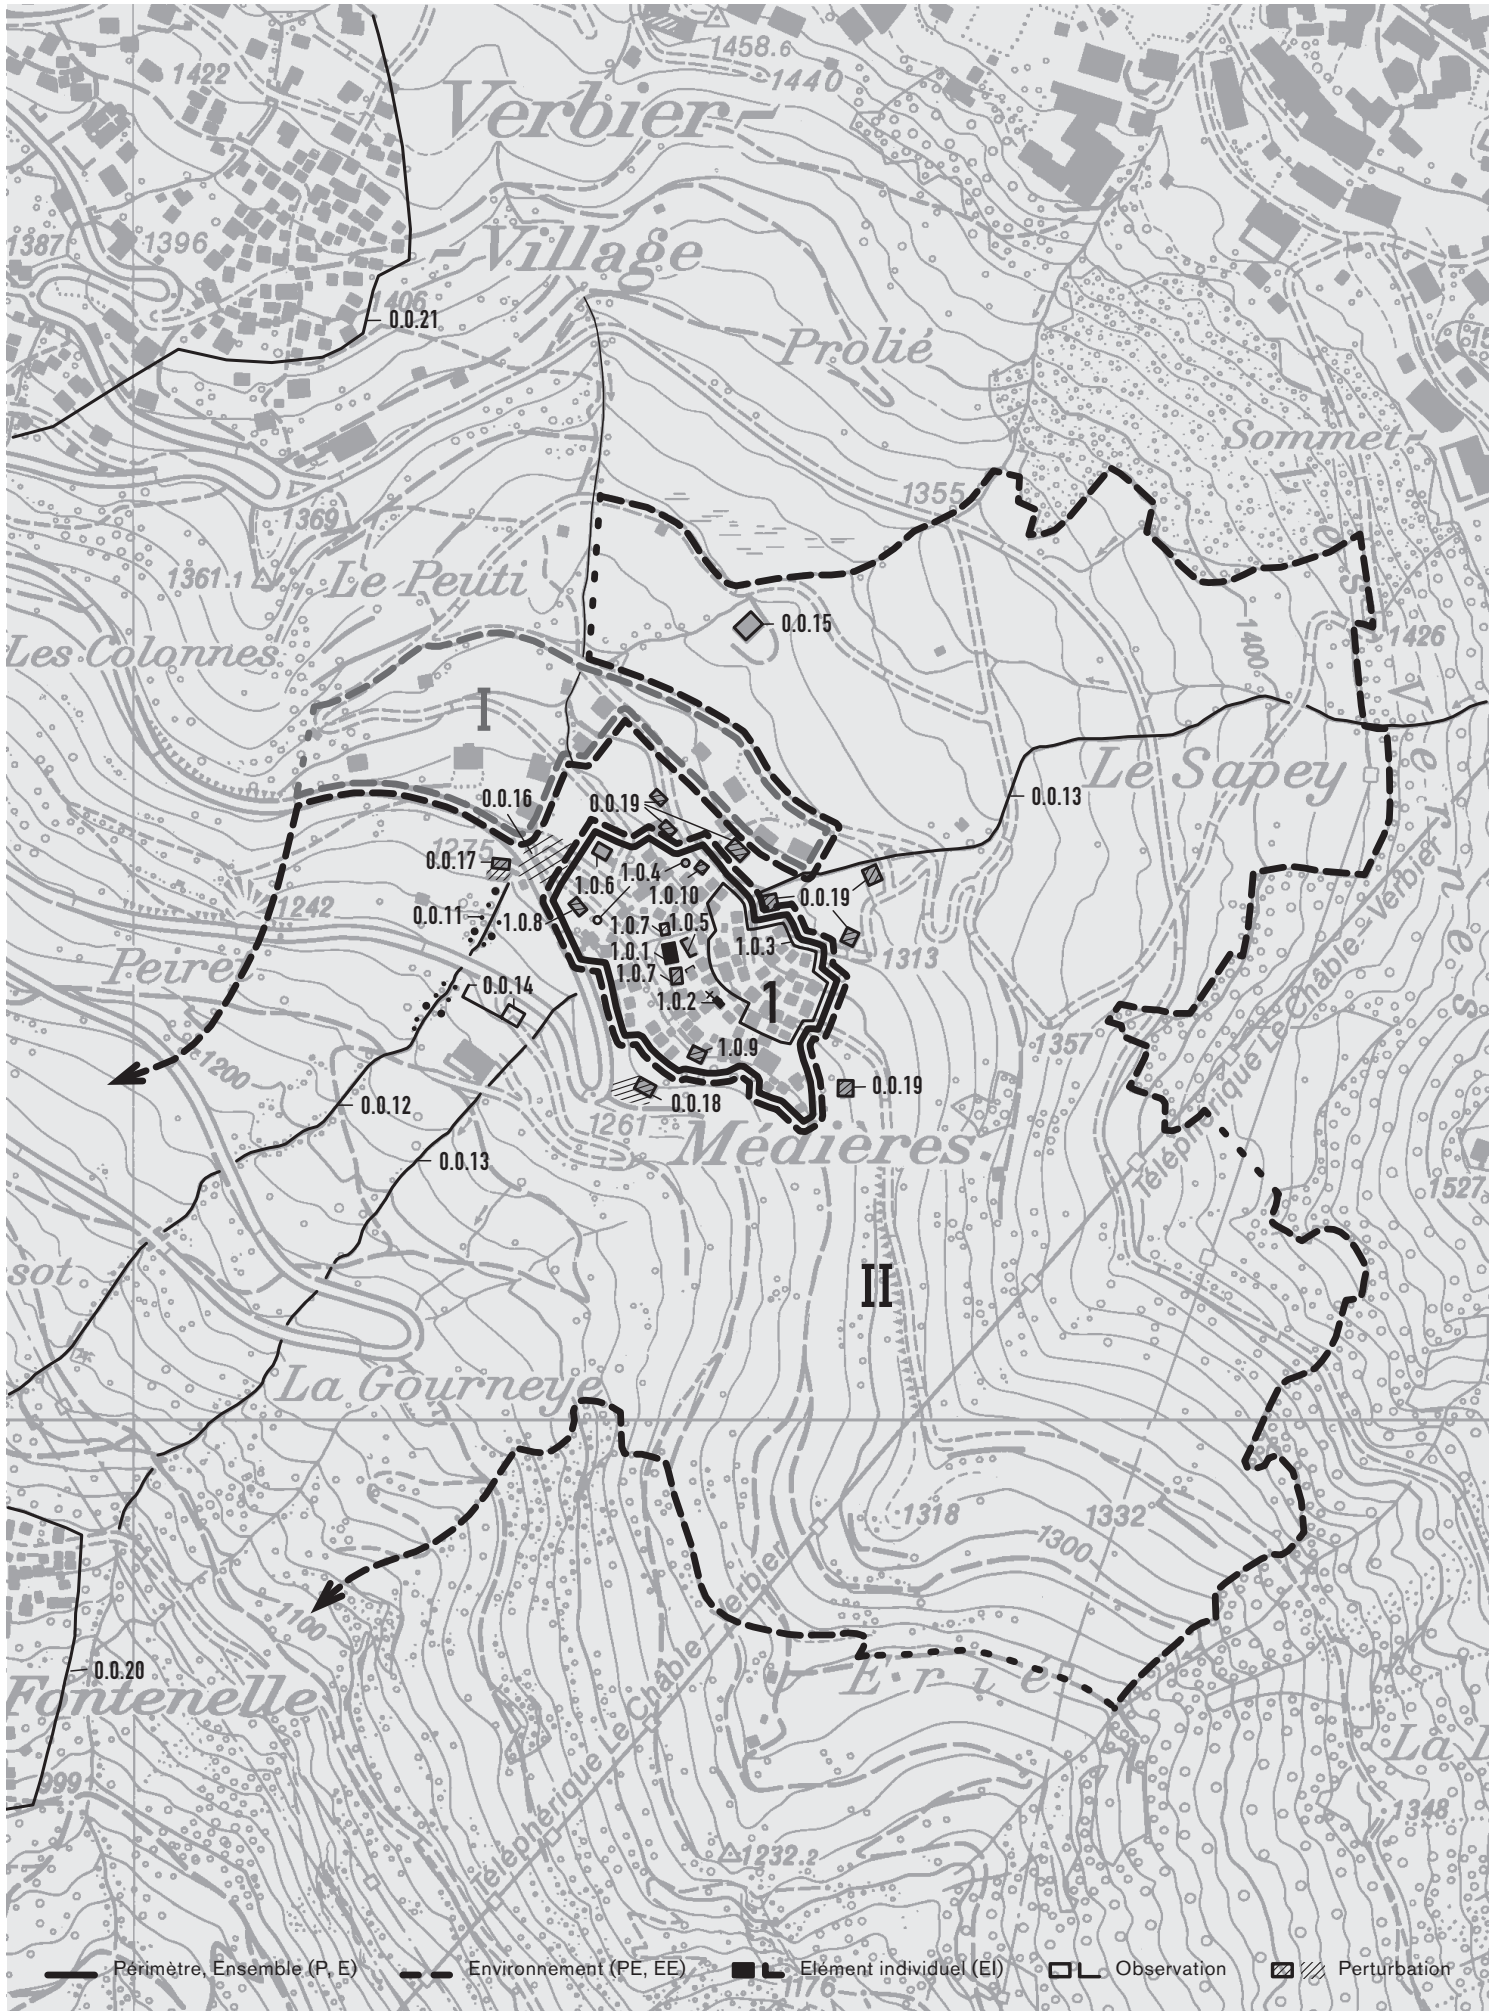 1458.6
1440
1422
Verbier-
1387
1396
-Village
1406
0.0.21
Prolié
Sommet-
1355
1369
1361.1
Le Peuti
0.0.15
1400
1426
Les Colonnes
I
Le Sapey
0.0.16
0.0.19
0.0.13
1275
0.0.17
1.0.4
1.0.6
1.0.10
0.0.19
1242
0.0.11
1.0.8
1.0.7
1.0.5
1.0.1
1.0.3
1313
Peire
1.0.7
0.0.14
1.0.2
1
Téléphérique Le Châble-Verbier
1357
1200
1.0.9
0.0.12
0.0.18
0.0.19
1261
Médières
0.0.13
1527
sot
II
La Gourneye
1318
1332
1300
1100
0.0.20
Erié
Fontenelle
Téléphérique Le Châble-Verbier
La
991
1348
1232.2
1176
Périmètre, Ensemble (P, E)
Environnement (PE, EE)
Elément individuel (EI)
Observation
Perturbation